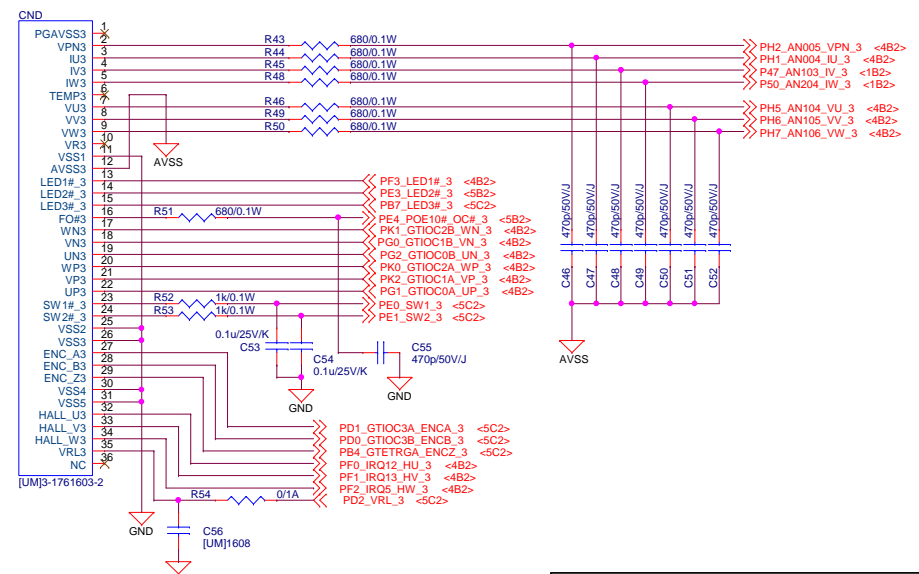 CND
PGAVSS3 1
VPN3 2 R43 680/0.1W PH2_AN005_VPN_3 <4B2>
IU3 3 R44 680/0.1W PH1_AN004_IU_3 <4B2>
IV3 4 R45 680/0.1W P47_AN103_IV_3 <1B2>
IW3 5 R48 680/0.1W P50_AN204_IW_3 <1B2>
TEMP3 6
VU3 7 R46 680/0.1W PH5_AN104_VU_3 <4B2>
VV3 8 R49 680/0.1W PH6_AN105_VV_3 <4B2>
VW3 9 R50 680/0.1W PH7_AN106_VW_3 <4B2>
VR3 10
VSS1 11
AVSS3 12
AVSS
LED1#_3 13 PF3_LED1#_3 <4B2>
LED2#_3 14 PE3_LED2#_3 <5B2>
LED3#_3 15 PB7_LED3#_3 <5C2>
FO#3 16 R51 680/0.1W PE4_POE10#_OC#_3 <5B2>
WN3 17 PK1_GTIOC2B_WN_3 <4B2>
VN3 18 PG0_GTIOC1B_VN_3 <4B2>
UN3 19 PG2_GTIOC0B_UN_3 <4B2>
WP3 20 PK0_GTIOC2A_WP_3 <4B2>
VP3 21 PK2_GTIOC1A_VP_3 <4B2>
UP3 22 PG1_GTIOC0A_UP_3 <4B2>
SW1#_3 23 R52 1k/0.1W PE0_SW1_3 <5C2>
SW2#_3 24 R53 1k/0.1W PE1_SW2_3 <5C2>
VSS2 25
VSS3 26
ENC_A3 27
ENC_B3 28
ENC_Z3 29
VSS4 30
VSS5 31
HALL_U3 32
HALL_V3 33
HALL_W3 34
VRL3 35
NC 36
[UM]3-1761603-2
470p/50V/J 470p/50V/J 470p/50V/J 470p/50V/J 470p/50V/J 470p/50V/J 470p/50V/J
C46 C47 C48 C49 C50 C51 C52
AVSS
0.1u/25V/K
C53
C54
0.1u/25V/K
GND
C55
470p/50V/J
GND
PD1_GTIOC3A_ENCA_3 <5C2>
PD0_GTIOC3B_ENCB_3 <5C2>
PB4_GTETRGA_ENCZ_3 <5C2>
PF0_IRQ12_HU_3 <4B2>
PF1_IRQ13_HV_3 <4B2>
PF2_IRQ5_HW_3 <4B2>
R54 0/1A PD2_VRL_3 <5C2>
GND
C56
[UM]1608